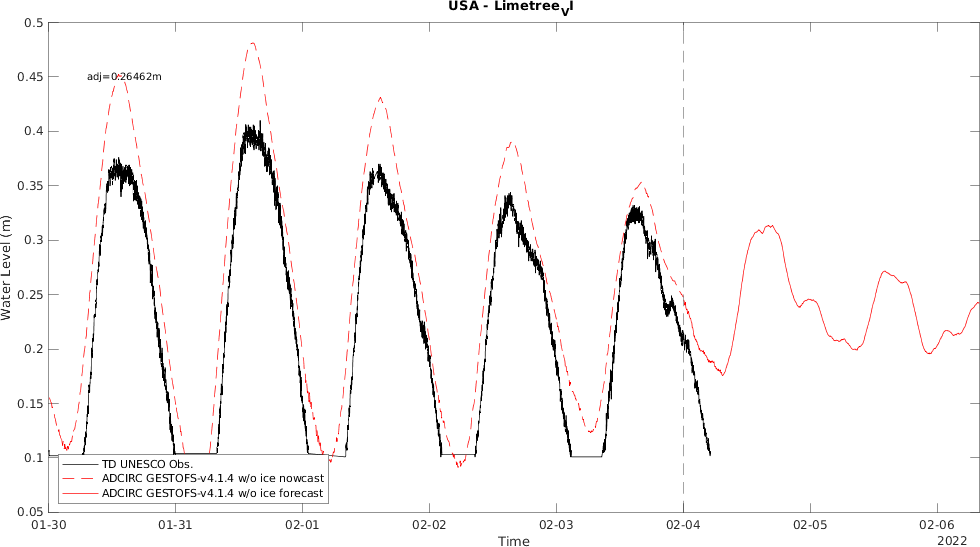 USA - Limetree_VI
0.5
0.45
0.4
0.35
0.3
0.25
0.2
0.15
0.1
0.05
Water Level (m)
adj=0.26462m
TD UNESCO Obs.
ADCIRC GESTOFS-v4.1.4 w/o ice nowcast
ADCIRC GESTOFS-v4.1.4 w/o ice forecast
01-30 01-31 02-01 02-02 02-03 02-04 02-05 02-06
Time 2022